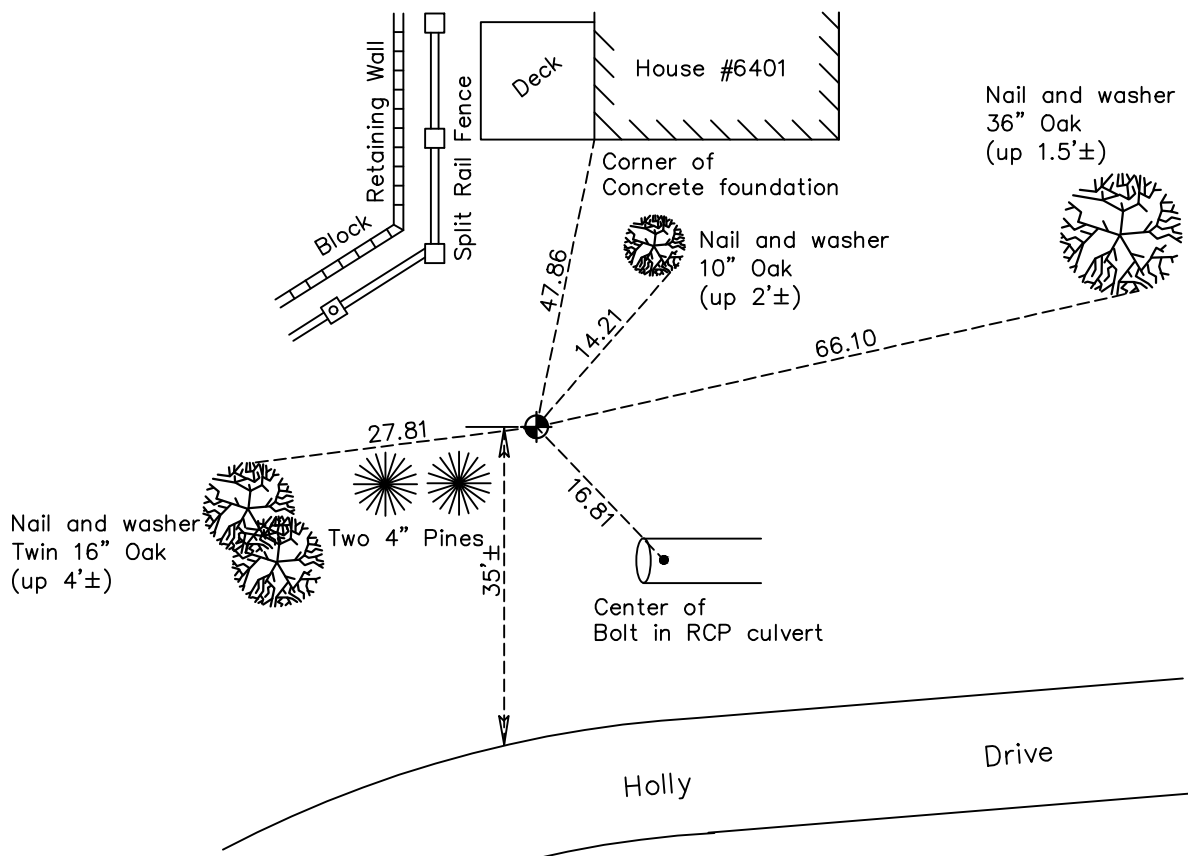 Retaining Wall
Block
Split Rail Fence
Deck
House #6401
Corner of
Concrete foundation
Nail and washer
36" Oak
(up 1.5'±)
Nail and washer
10" Oak
(up 2'±)
47.86
14.21
66.10
27.81
16.81
35'±
Nail and washer
Twin 16" Oak
(up 4'±)
Two 4" Pines
Center of
Bolt in RCP culvert
Holly Drive